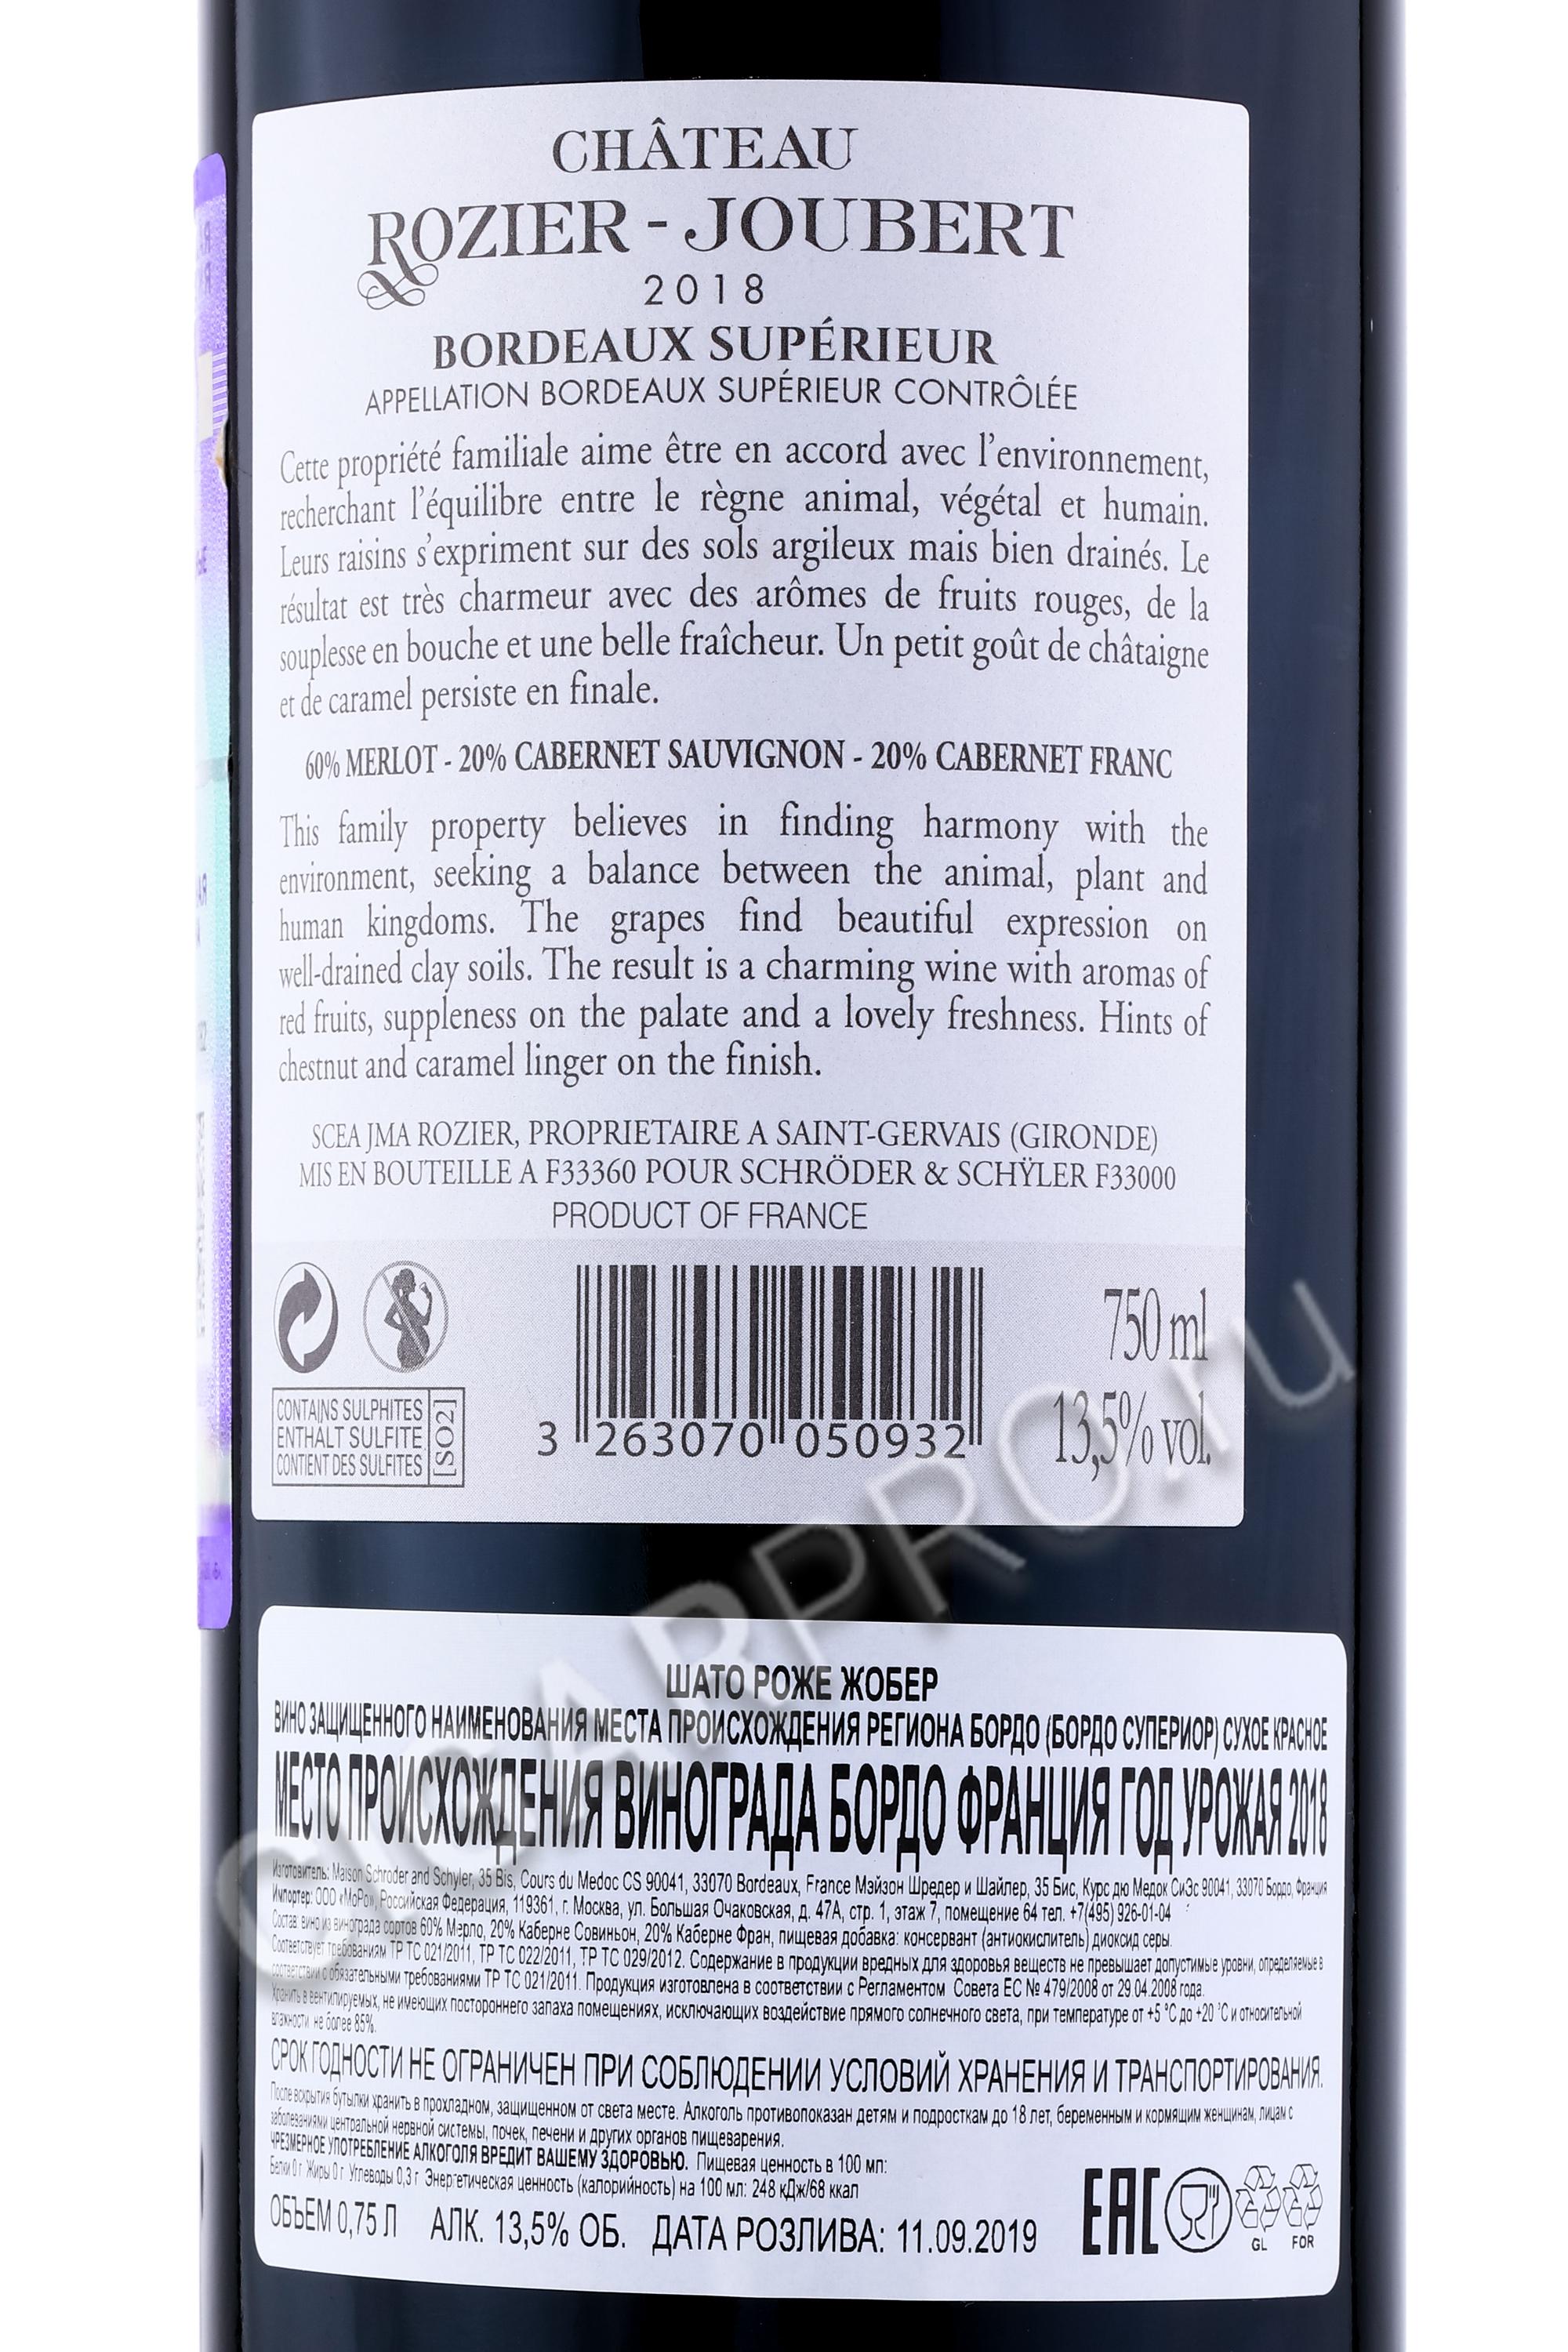 CHÂTEAU
ROZIER - JOUBERT
2018
BORDEAUX SUPÉRIEUR
APPELLATION BORDEAUX SUPÉRIEUR CONTRÔLÉE
Cette propriété familiale aime être en accord avec l'environnement,
recherchant l'équilibre entre le règne animal, végétal et humain.
Leurs raisins s'expriment sur des sols argileux mais bien drainés. Le
résultat est très charmeur avec des arômes de fruits rouges, de la
souplesse en bouche et une belle fraîcheur. Un petit goût de châtaigne
et de caramel persiste en finale.
60% MERLOT - 20% CABERNET SAUVIGNON - 20% CABERNET FRANC
This family property believes in finding harmony with the
environment, seeking a balance between the animal, plant and
human kingdoms. The grapes find beautiful expression on
well-drained clay soils. The result is a charming wine with aromas of
red fruits, suppleness on the palate and a lovely freshness. Hints of
chestnut and caramel linger on the finish.
SCEA JMA ROZIER, PROPRIETAIRE A SAINT-GERVAIS (GIRONDE)
MIS EN BOUTEILLE A F33360 POUR SCHRÖDER & SCHŸLER F33000
PRODUCT OF FRANCE
750 ml
13,5% vol.
CONTAINS SULPHITES
ENTHALT SULFITE
CONTIENT DES SULFITES
[SO2]
3 263070 050932
CIGARPRO.ru
ШАТО РОЖЕ ЖОБЕР
ВИНО ЗАЩИЩЕННОГО НАИМЕНОВАНИЯ МЕСТА ПРОИСХОЖДЕНИЯ РЕГИОНА БОРДО (БОРДО СУПЕРИОР) СУХОЕ КРАСНОЕ
МЕСТО ПРОИСХОЖДЕНИЯ ВИНОГРАДА БОРДО ФРАНЦИЯ ГОД УРОЖАЯ 2018
Изготовитель: Maison Schroder and Schyler, 35 Bis, Cours du Medoc CS 90041, 33070 Bordeaux, France Мэйзон Шредер и Шайлер, 35 Бис, Курс дю Медок СиЭс 90041, 33070 Бордо, Франция
Импортер: ООО «МоРо», Российская Федерация, 119361, г. Москва, ул. Большая Очаковская, д. 47А, стр. 1, этаж 7, помещение 64 тел. +7(495) 926-01-04
Состав: вино из винограда сортов 60% Мэрло, 20% Каберне Совиньон, 20% Каберне Фран, пищевая добавка: консервант (антиокислитель) диоксид серы.
Соответствует требованиям ТР ТС 021/2011, ТР ТС 022/2011, ТР ТС 029/2012. Содержание в продукции вредных для здоровья веществ не превышает допустимые уровни, определяемые в
соответствии с обязательными требованиями ТР ТС 021/2011. Продукция изготовлена в соответствии с Регламентом Совета ЕС № 479/2008 от 29.04.2008 года.
Хранить в вентилируемых, не имеющих постороннего запаха помещениях, исключающих воздействие прямого солнечного света, при температуре от +5 °С до +20 °С и относительной
влажности не более 85%.
СРОК ГОДНОСТИ НЕ ОГРАНИЧЕН ПРИ СОБЛЮДЕНИИ УСЛОВИЙ ХРАНЕНИЯ И ТРАНСПОРТИРОВАНИЯ.
После вскрытия бутылки хранить в прохладном, защищенном от света месте. Алкоголь противопоказан детям и подросткам до 18 лет, беременным и кормящим женщинам, лицам с
заболеваниями центральной нервной системы, почек, печени и других органов пищеварения.
ЧРЕЗМЕРНОЕ УПОТРЕБЛЕНИЕ АЛКОГОЛЯ ВРЕДИТ ВАШЕМУ ЗДОРОВЬЮ. Пищевая ценность в 100 мл:
Белки 0 г Жиры 0 г Углеводы 0,3 г Энергетическая ценность (калорийность) на 100 мл: 248 кДж/68 ккал
ОБЪЕМ 0,75 Л АЛК. 13,5% ОБ. ДАТА РОЗЛИВА: 11.09.2019
EAC
GL FOR